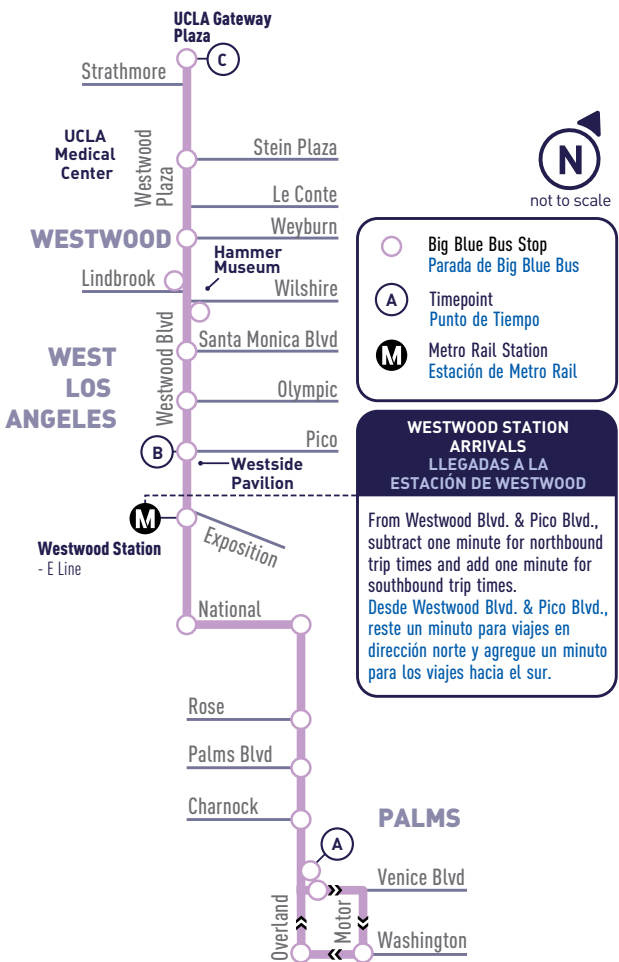 UCLA Gateway
Plaza
C
Strathmore
UCLA
Medical
Center
Westwood
Plaza
Stein Plaza
Le Conte
WESTWOOD
Weyburn
Hammer
Museum
Lindbrook
Wilshire
WEST
LOS
ANGELES
Westwood Blvd
Santa Monica Blvd
Olympic
Pico
B
Westside
Pavilion
M
Westwood Station
- E Line
Exposition
National
Rose
Palms Blvd
Charnock
PALMS
A
Venice Blvd
Overland
Motor
Washington
N
not to scale
Big Blue Bus Stop
Parada de Big Blue Bus
A
Timepoint
Punto de Tiempo
M
Metro Rail Station
Estación de Metro Rail
WESTWOOD STATION
ARRIVALS
LLEGADAS A LA
ESTACIÓN DE WESTWOOD
From Westwood Blvd. & Pico Blvd.,
subtract one minute for northbound
trip times and add one minute for
southbound trip times.
Desde Westwood Blvd. & Pico Blvd.,
reste un minuto para viajes en
dirección norte y agregue un minuto
para los viajes hacia el sur.